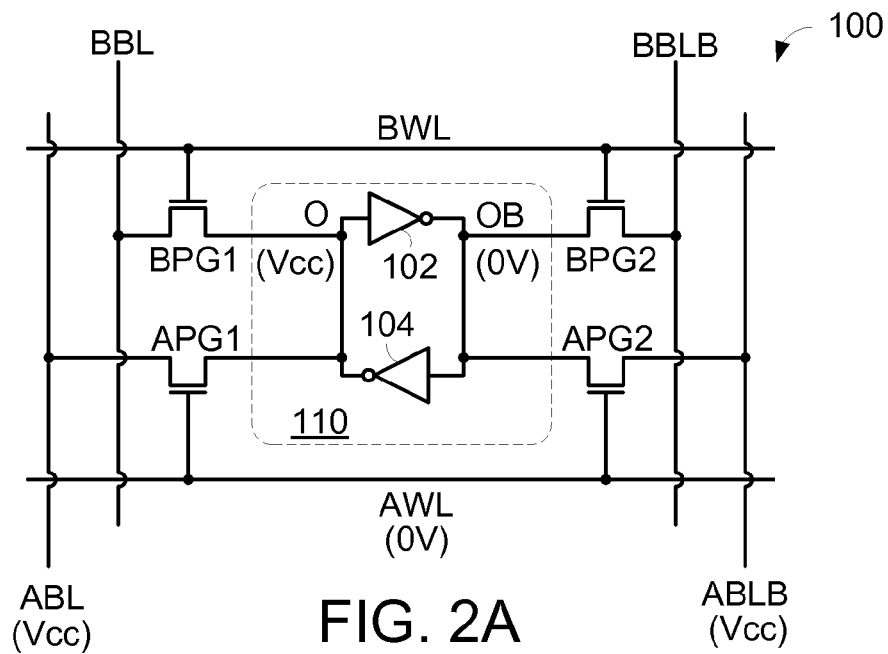 100
BBL
BBLB
BWL
O
OB
BPG1
(Vcc)
102
(0V)
BPG2
APG1
104
APG2
110
AWL
(0V)
ABL
(Vcc)
ABLB
(Vcc)
FIG. 2A